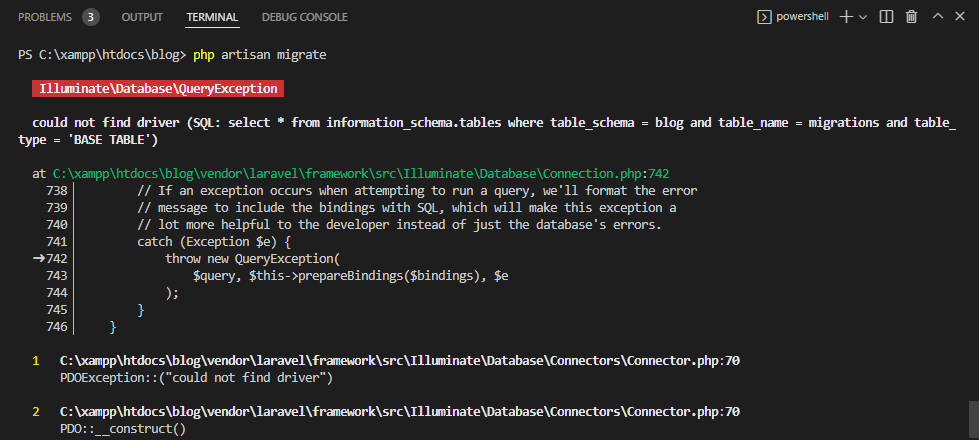 PROBLEMS 3 OUTPUT TERMINAL DEBUG CONSOLE powershell
PS C:\xampp\htdocs\blog> php artisan migrate
Illuminate\Database\QueryException
could not find driver (SQL: select * from information_schema.tables where table_schema = blog and table_name = migrations and table_
type = 'BASE TABLE')
at C:\xampp\htdocs\blog\vendor\laravel\framework\src\Illuminate\Database\Connection.php:742
738 // If an exception occurs when attempting to run a query, we'll format the error
739 // message to include the bindings with SQL, which will make this exception a
740 // lot more helpful to the developer instead of just the database's errors.
741 catch (Exception $e) {
➜742 throw new QueryException(
743 $query, $this->prepareBindings($bindings), $e
744 );
745 }
746 }
1 C:\xampp\htdocs\blog\vendor\laravel\framework\src\Illuminate\Database\Connectors\Connector.php:70
PDOException::("could not find driver")
2 C:\xampp\htdocs\blog\vendor\laravel\framework\src\Illuminate\Database\Connectors\Connector.php:70
PDO::__construct()